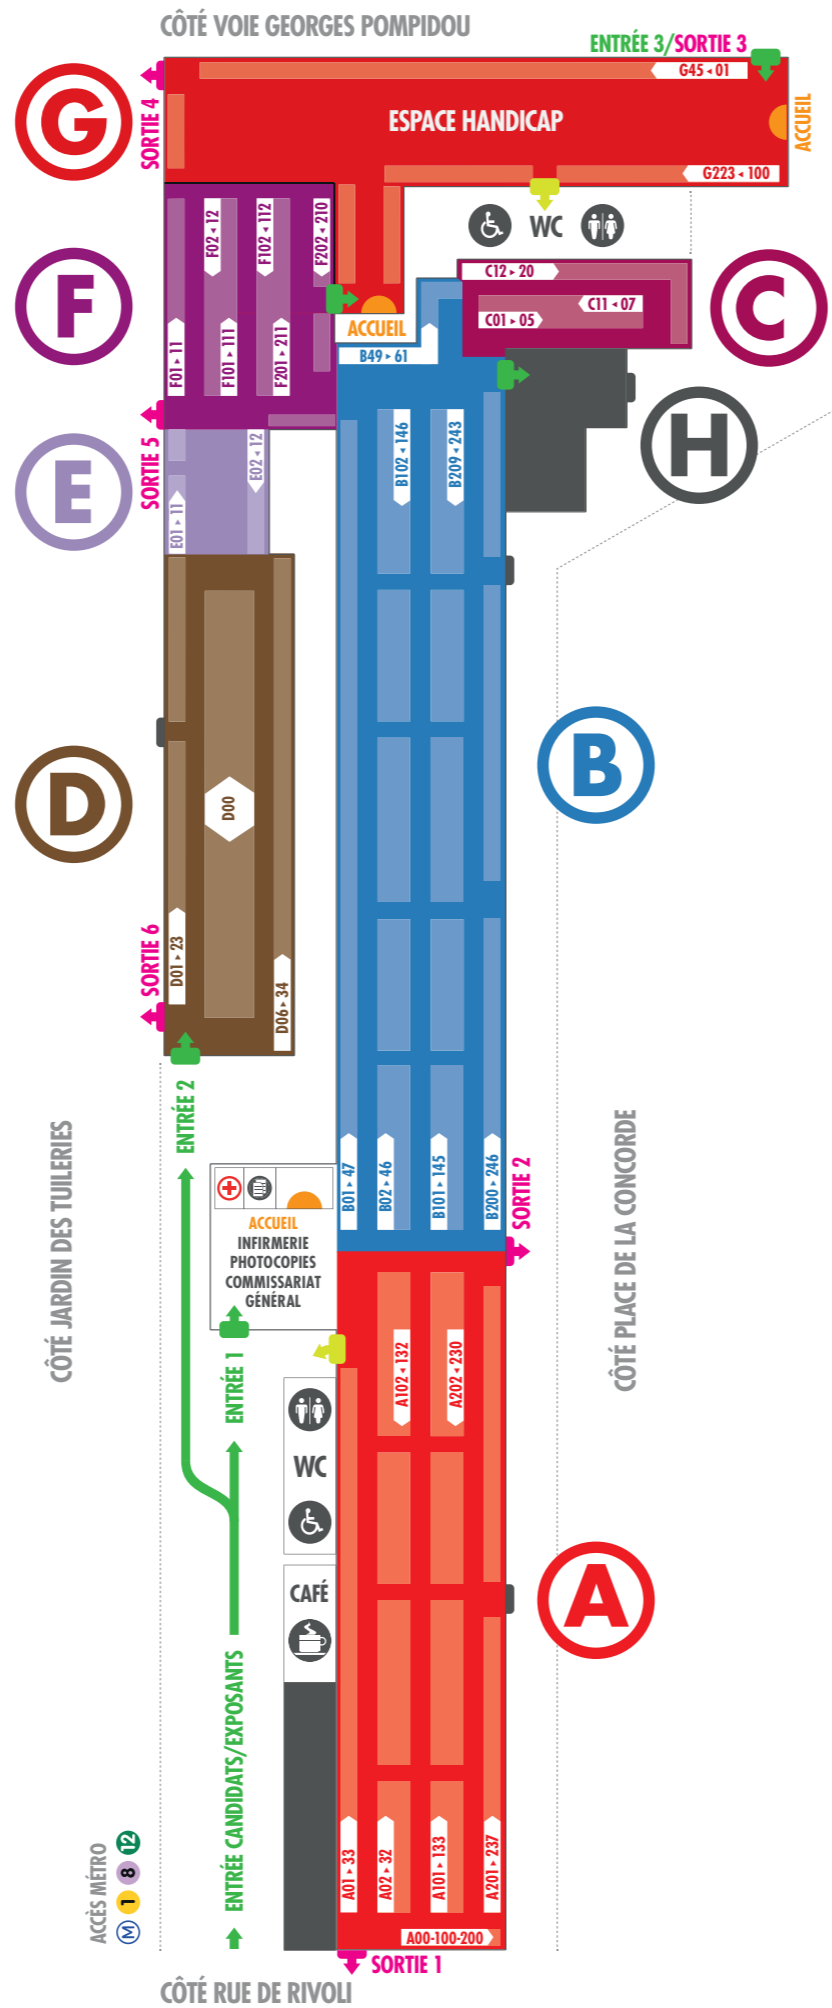 CÔTÉ VOIE GEORGES POMPIDOU
ENTRÉE 3/SORTIE 3
G45 ◂ 01
G
SORTIE 4
ESPACE HANDICAP
ACCUEIL
G223 ◂ 100
WC
F
F02 ◂ 12
F102 ◂ 112
F202 ◂ 210
F01 ▸ 11
F101 ▸ 111
F201 ▸ 211
ACCUEIL
B49 ▸ 61
C12 ▸ 20
C11 ◂ 07
C01 ▸ 05
C
H
SORTIE 5
E
E02 ◂ 12
E01 ▸ 11
B102 ◂ 146
B209 ◂ 243
D
D00
B
D01 ▸ 23
D06 ▸ 34
SORTIE 6
ENTRÉE 2
CÔTÉ JARDIN DES TUILERIES
B01 ▸ 47
B02 ▸ 46
B101 ▸ 145
B200 ▸ 246
SORTIE 2
CÔTÉ PLACE DE LA CONCORDE
ACCUEIL
INFIRMERIE
PHOTOCOPIES
COMMISSARIAT
GÉNÉRAL
ENTRÉE 1
A102 ◂ 132
A202 ◂ 230
WC
CAFÉ
A
ENTRÉE CANDIDATS/EXPOSANTS
A01 ▸ 33
A02 ▸ 32
A101 ▸ 133
A201 ▸ 237
A00-100-200
ACCÈS MÉTRO
M 1 8 12
SORTIE 1
CÔTÉ RUE DE RIVOLI